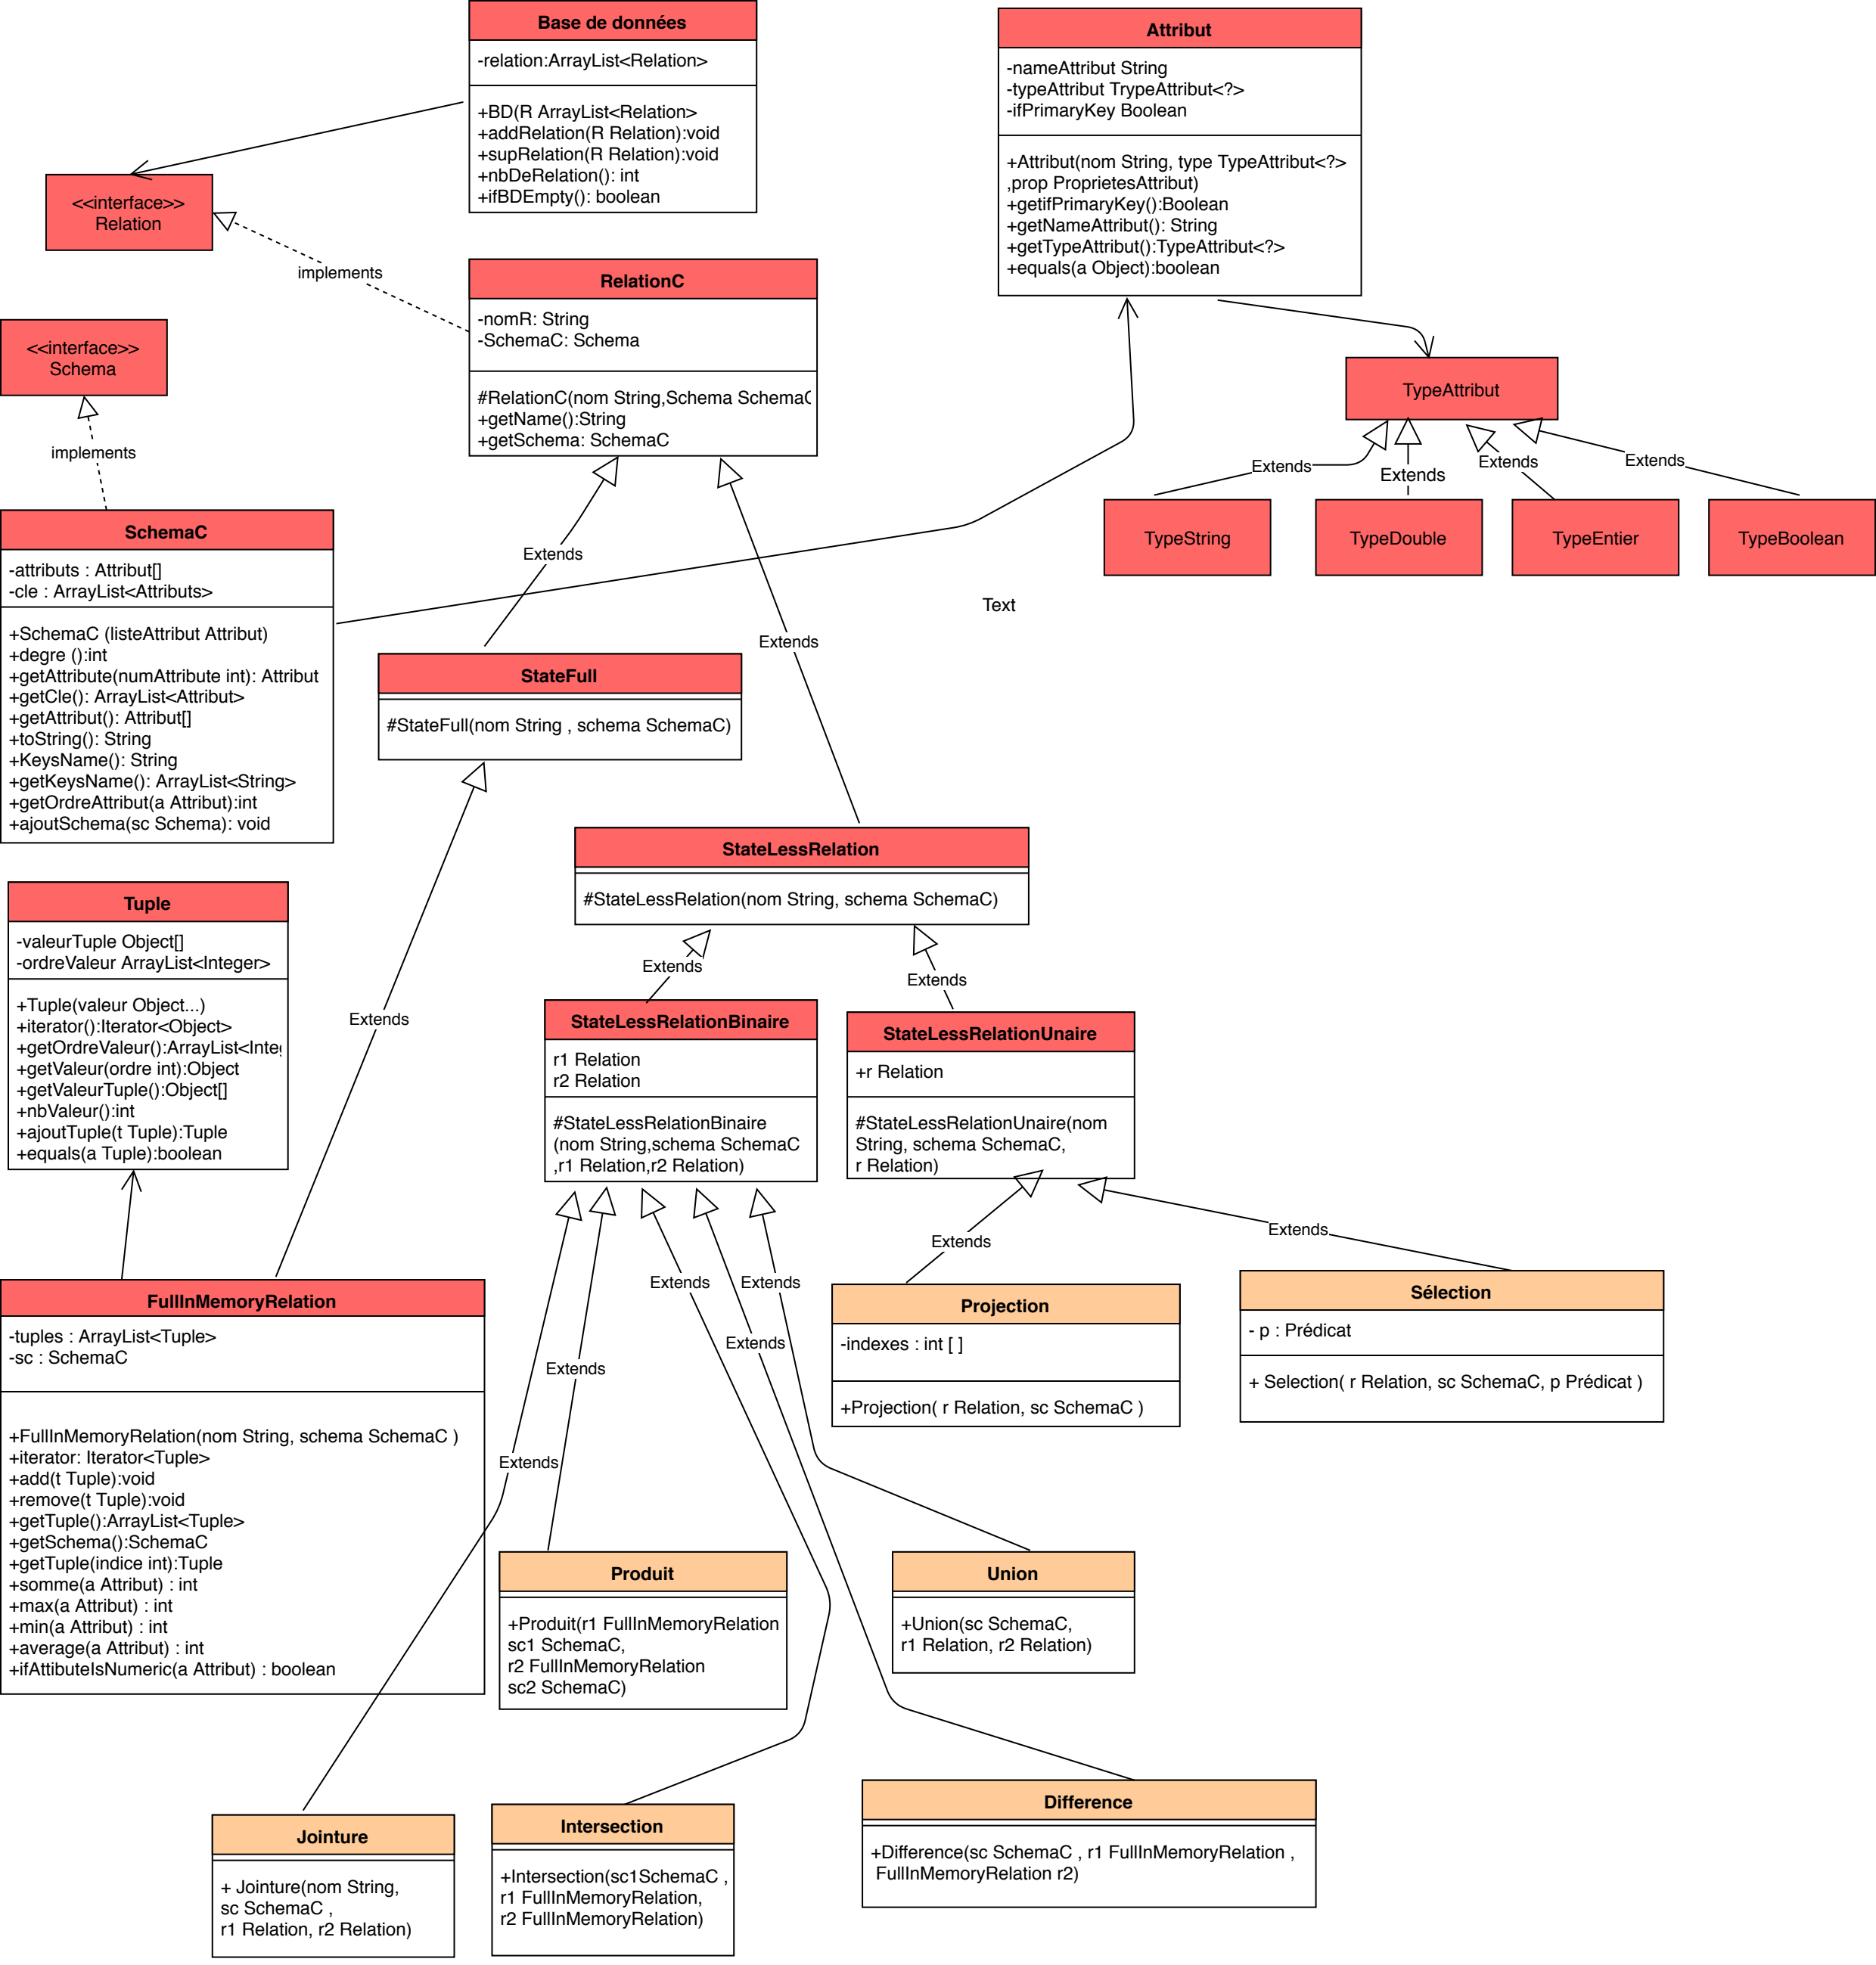 Base de données
-relation:ArrayList<Relation>
+BD(R ArrayList<Relation>
+addRelation(R Relation):void
+supRelation(R Relation):void
+nbDeRelation(): int
+ifBDEmpty(): boolean
Attribut
-nameAttribut String
-typeAttribut TrypeAttribut<?>
-ifPrimaryKey Boolean
+Attribut(nom String, type TypeAttribut<?>
,prop ProprietesAttribut)
+getifPrimaryKey():Boolean
+getNameAttribut(): String
+getTypeAttribut():TypeAttribut<?>
+equals(a Object):boolean
<<interface>>
Relation
implements
RelationC
-nomR: String
-SchemaC: Schema
#RelationC(nom String,Schema SchemaC
+getName():String
+getSchema: SchemaC
<<interface>>
Schema
implements
TypeAttribut
Extends
Extends
Extends
Extends
TypeString
TypeDouble
TypeEntier
TypeBoolean
SchemaC
-attributs : Attribut[]
-cle : ArrayList<Attributs>
+SchemaC (listeAttribut Attribut)
+degre ():int
+getAttribute(numAttribute int): Attribut
+getCle(): ArrayList<Attribut>
+getAttribut(): Attribut[]
+toString(): String
+KeysName(): String
+getKeysName(): ArrayList<String>
+getOrdreAttribut(a Attribut):int
+ajoutSchema(sc Schema): void
Extends
Text
Extends
StateFull
#StateFull(nom String , schema SchemaC)
StateLessRelation
#StateLessRelation(nom String, schema SchemaC)
Tuple
-valeurTuple Object[]
-ordreValeur ArrayList<Integer>
+Tuple(valeur Object...)
+iterator():Iterator<Object>
+getOrdreValeur():ArrayList<Integ
+getValeur(ordre int):Object
+getValeurTuple():Object[]
+nbValeur():int
+ajoutTuple(t Tuple):Tuple
+equals(a Tuple):boolean
Extends
Extends
Extends
StateLessRelationBinaire
r1 Relation
r2 Relation
#StateLessRelationBinaire
(nom String,schema SchemaC
,r1 Relation,r2 Relation)
StateLessRelationUnaire
+r Relation
#StateLessRelationUnaire(nom
String, schema SchemaC,
r Relation)
Extends
Extends
Extends
Extends
Extends
Extends
Extends
FullInMemoryRelation
-tuples : ArrayList<Tuple>
-sc : SchemaC
+FullInMemoryRelation(nom String, schema SchemaC )
+iterator: Iterator<Tuple>
+add(t Tuple):void
+remove(t Tuple):void
+getTuple():ArrayList<Tuple>
+getSchema():SchemaC
+getTuple(indice int):Tuple
+somme(a Attribut) : int
+max(a Attribut) : int
+min(a Attribut) : int
+average(a Attribut) : int
+ifAttibuteIsNumeric(a Attribut) : boolean
Projection
-indexes : int [ ]
+Projection( r Relation, sc SchemaC )
Sélection
- p : Prédicat
+ Selection( r Relation, sc SchemaC, p Prédicat )
Produit
+Produit(r1 FullInMemoryRelation
sc1 SchemaC,
r2 FullInMemoryRelation
sc2 SchemaC)
Union
+Union(sc SchemaC,
r1 Relation, r2 Relation)
Jointure
+ Jointure(nom String,
sc SchemaC ,
r1 Relation, r2 Relation)
Intersection
+Intersection(sc1SchemaC ,
r1 FullInMemoryRelation,
r2 FullInMemoryRelation)
Difference
+Difference(sc SchemaC , r1 FullInMemoryRelation ,
FullInMemoryRelation r2)